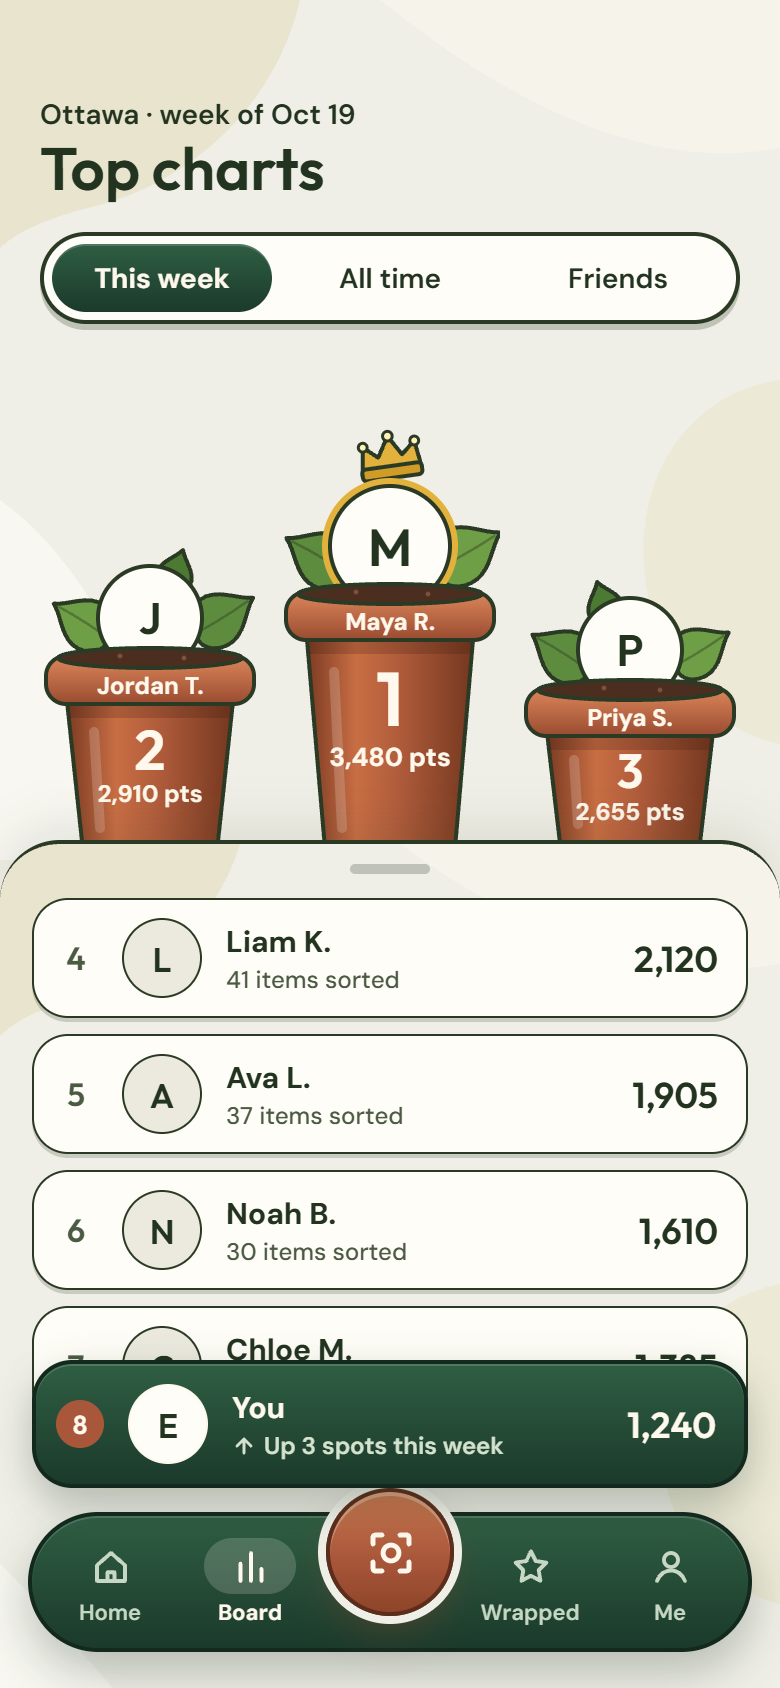 Ottawa · week of Oct 19
Top charts
This week
All time
Friends
M
J
P
Maya R.
Jordan T.
Priya S.
1
3,480 pts
2
2,910 pts
3
2,655 pts
4
L
Liam K.
41 items sorted
2,120
5
A
Ava L.
37 items sorted
1,905
6
N
Noah B.
30 items sorted
1,610
Chloe M.
8
E
You
↑ Up 3 spots this week
1,240
Home
Board
Wrapped
Me